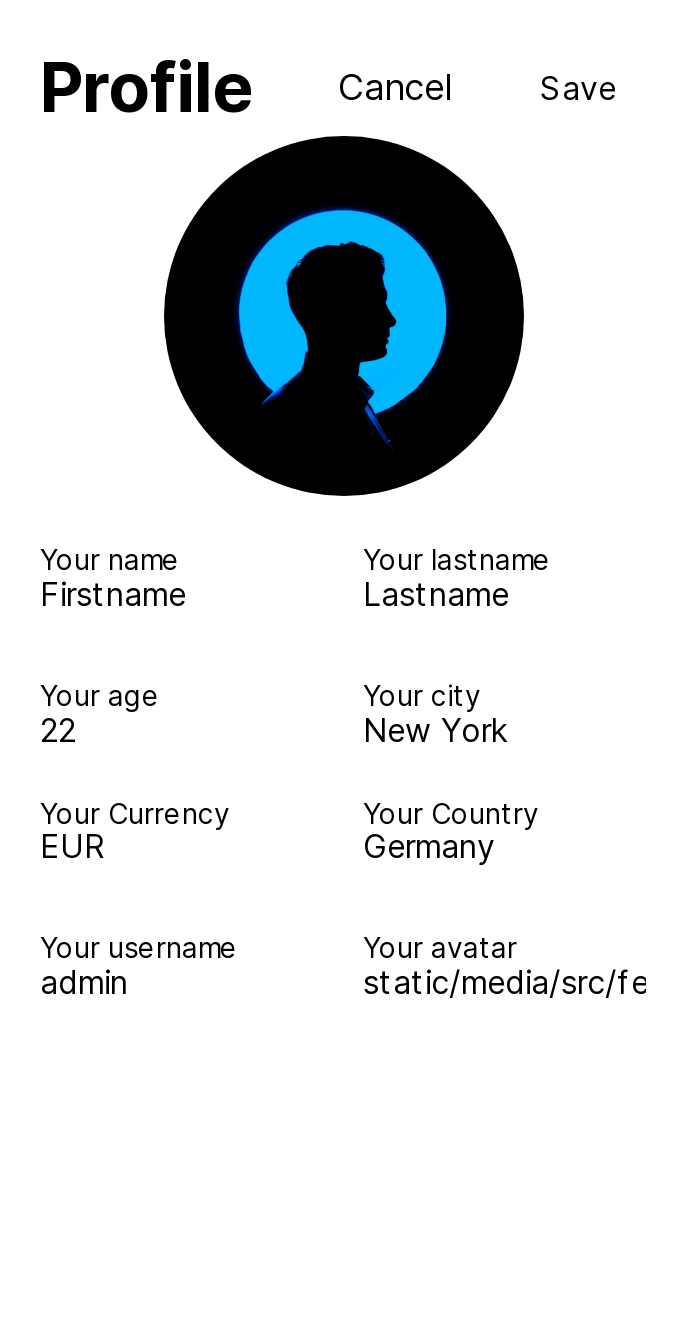 Profile Cancel Save
Your name Your lastname
Firstname Lastname
Your age Your city
22 New York
Your Currency Your Country
EUR Germany
Your username Your avatar
admin static/media/src/fe